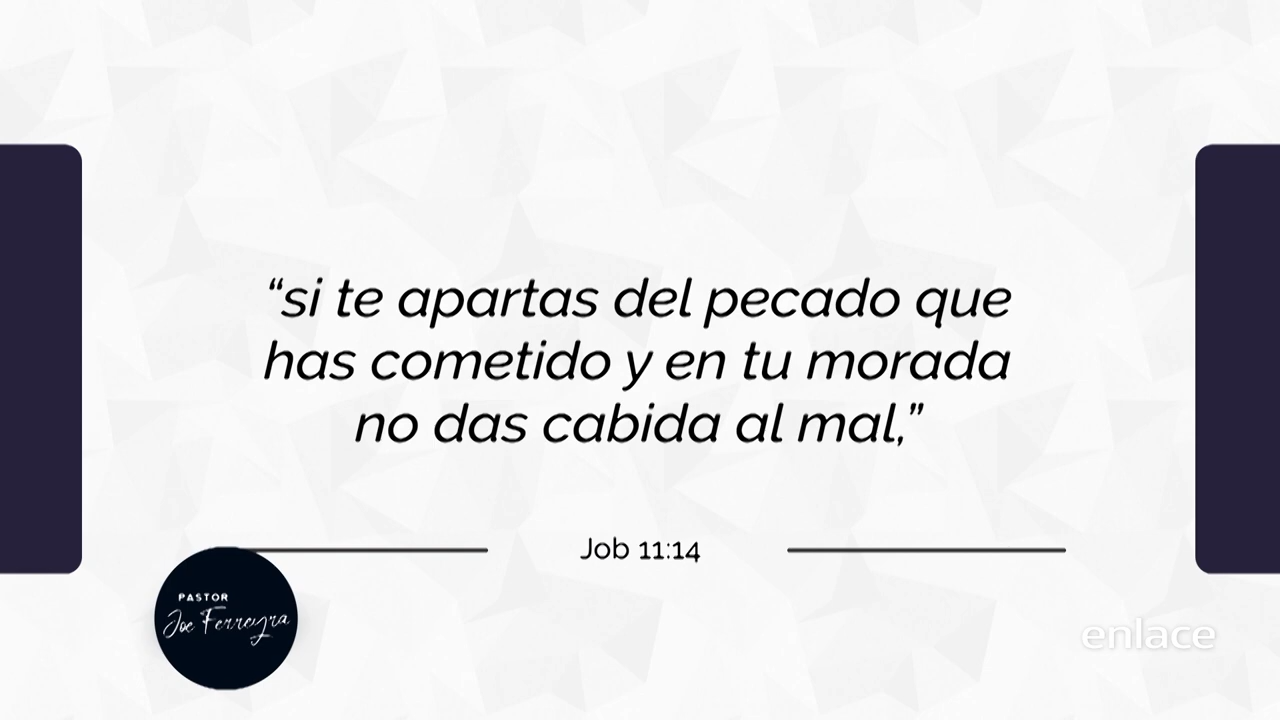 “si te apartas del pecado que
has cometido y en tu morada
no das cabida al mal,”
Job 11:14
PASTOR
Joe Ferreyra
enlace